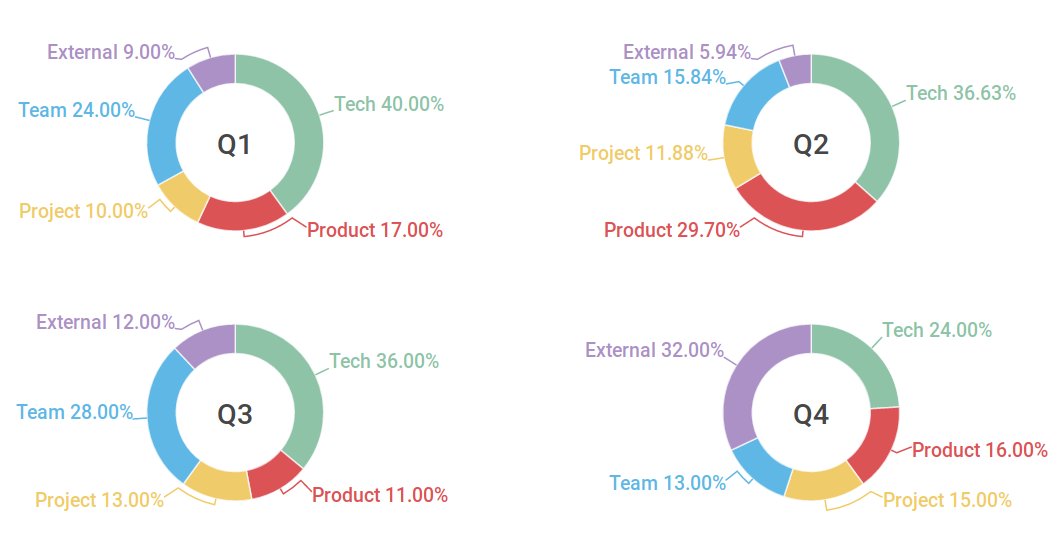 External 9.00%
Tech 40.00%
Team 24.00%
Q1
Project 10.00%
Product 17.00%
External 5.94%
Team 15.84%
Tech 36.63%
Q2
Project 11.88%
Product 29.70%
External 12.00%
Tech 36.00%
Team 28.00%
Q3
Project 13.00%
Product 11.00%
Tech 24.00%
External 32.00%
Q4
Product 16.00%
Team 13.00%
Project 15.00%